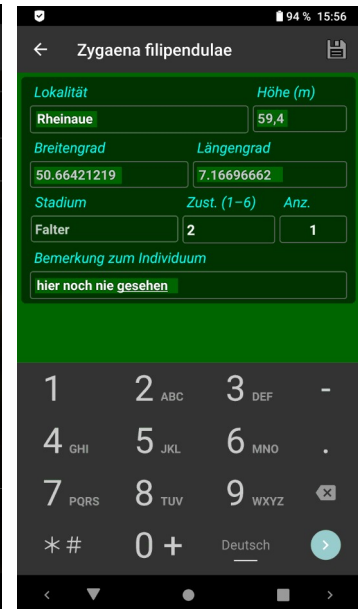 94 % 15:56
Zygaena filipendulae
Lokalität Höhe (m)
Rheinaue 59,4
Breitengrad Längengrad
50.66421219 7.16696662
Stadium Zust. (1–6) Anz.
Falter 2 1
Bemerkung zum Individuum
hier noch nie gesehen
1 2 ABC 3 DEF -
4 GHI 5 JKL 6 MNO .
7 PQRS 8 TUV 9 WXYZ
*# 0 + Deutsch